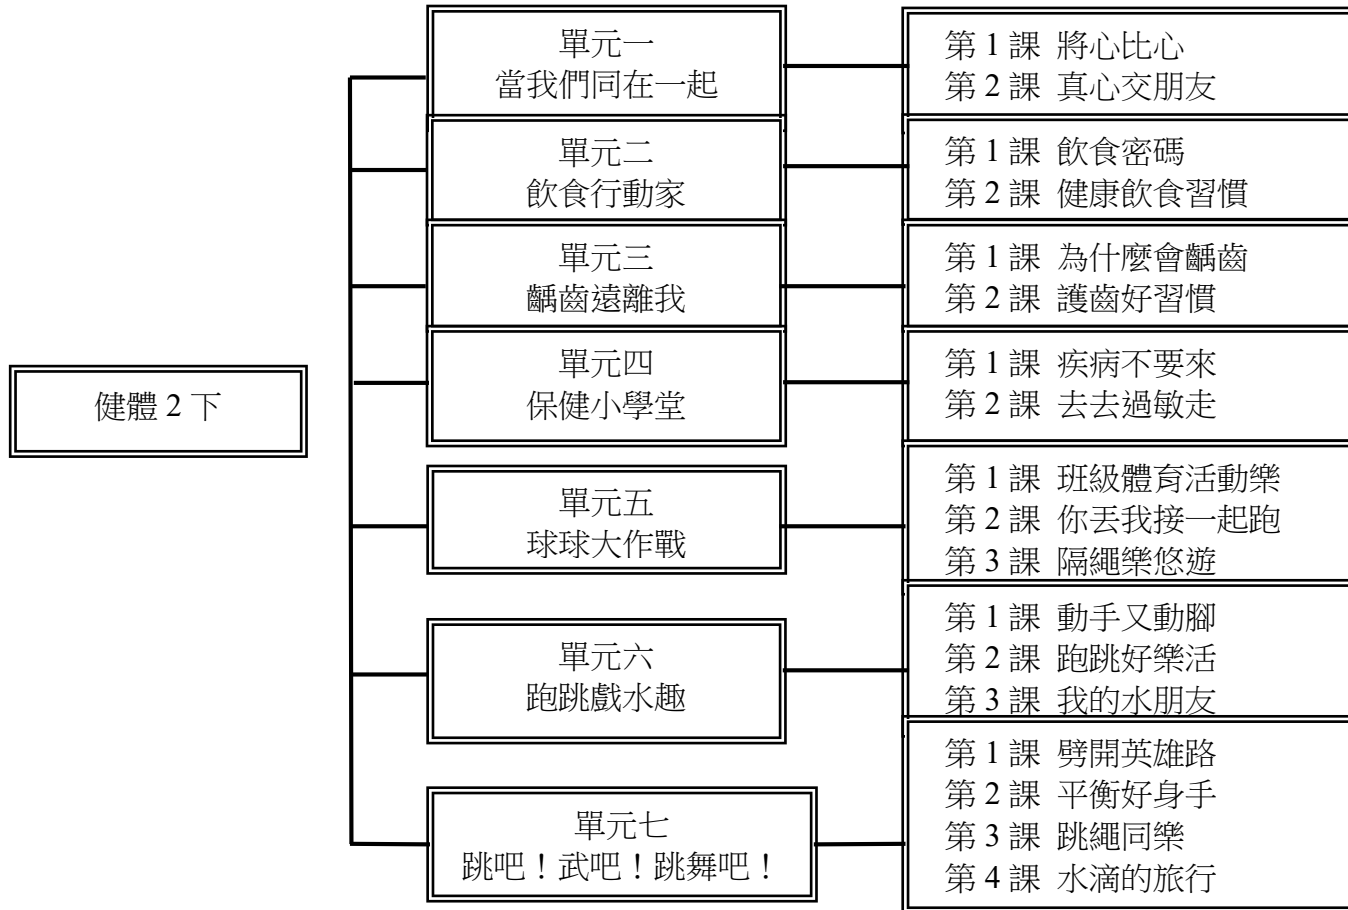 健體 2 下
單元一
當我們同在一起
第 1 課 將心比心
第 2 課 真心交朋友
單元二
飲食行動家
第 1 課 飲食密碼
第 2 課 健康飲食習慣
單元三
齲齒遠離我
第 1 課 為什麼會齲齒
第 2 課 護齒好習慣
單元四
保健小學堂
第 1 課 疾病不要來
第 2 課 去去過敏走
單元五
球球大作戰
第 1 課 班級體育活動樂
第 2 課 你丟我接一起跑
第 3 課 隔繩樂悠遊
單元六
跑跳戲水趣
第 1 課 動手又動腳
第 2 課 跑跳好樂活
第 3 課 我的水朋友
單元七
跳吧！武吧！跳舞吧！
第 1 課 劈開英雄路
第 2 課 平衡好身手
第 3 課 跳繩同樂
第 4 課 水滴的旅行